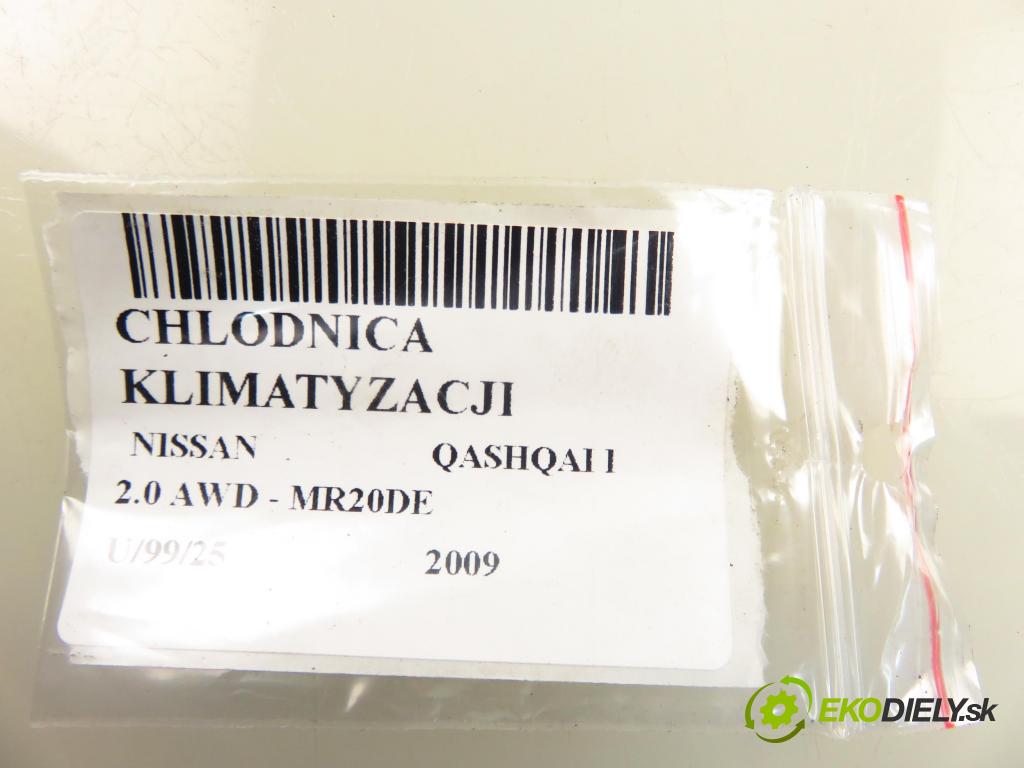 CHLODNICA
KLIMATYZACJI
NISSAN QASHQAI I
2.0 AWD - MR20DE
U/99/25 2009
EKODIELY.sk